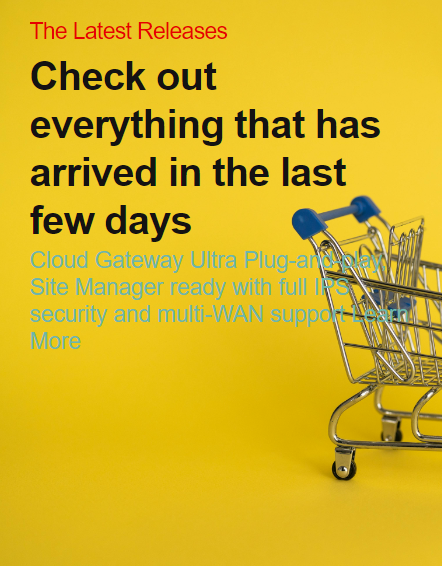 The Latest Releases
Check out
everything that has
arrived in the last
few days
Cloud Gateway Ultra Plug-and-play
Site Manager ready with full IPS
security and multi-WAN support Learn
More